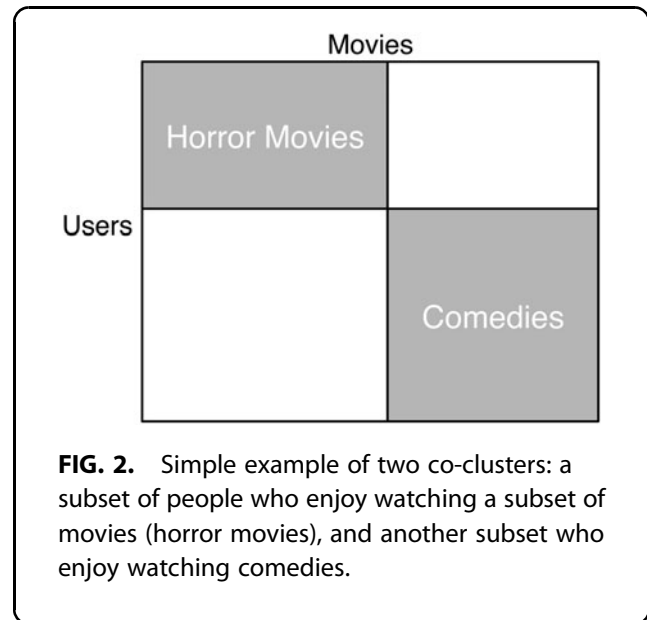 Movies
Horror Movies
Users
Comedies
FIG. 2. Simple example of two co-clusters: a
subset of people who enjoy watching a subset of
movies (horror movies), and another subset who
enjoy watching comedies.